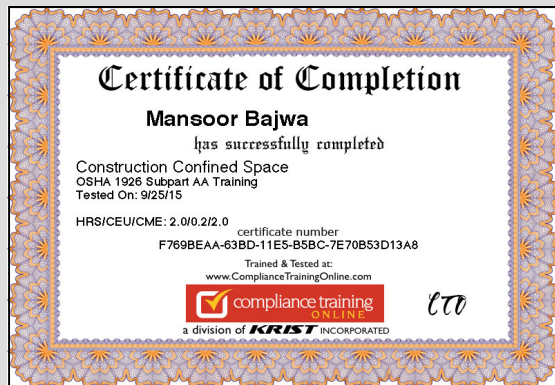 Certificate of Completion
Mansoor Bajwa
has successfully completed
Construction Confined Space
OSHA 1926 Subpart AA Training
Tested On: 9/25/15
HRS/CEU/CME: 2.0/0.2/2.0
certificate number
F769BEAA-63BD-11E5-B5BC-7E70B53D13A8
Trained & Tested at:
www.ComplianceTrainingOnline.com
compliance training
ONLINE
CTO
a division of KRIST INCORPORATED